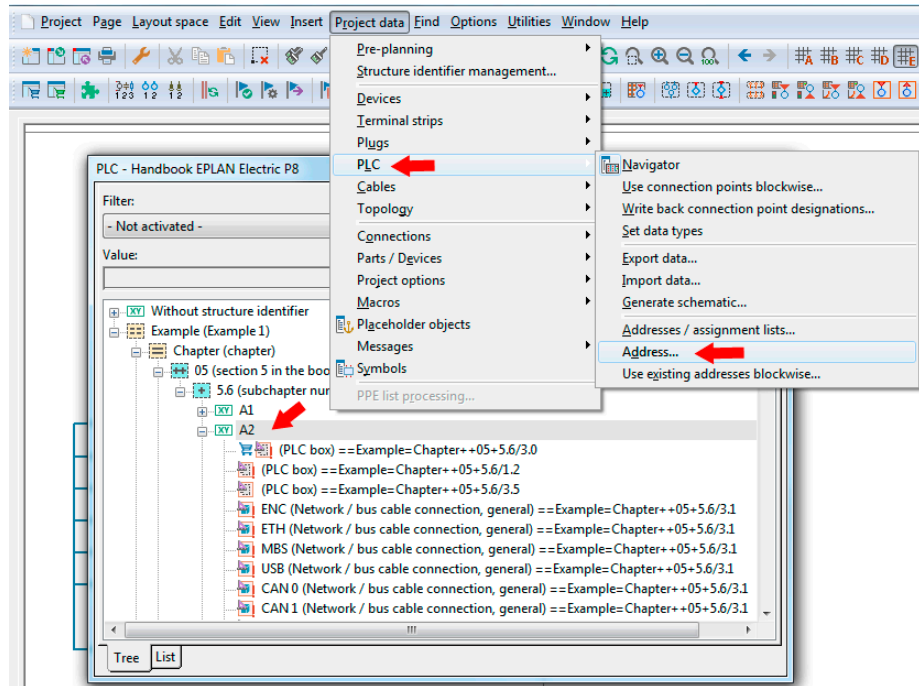 Project Page Layout space Edit View Insert Project data Find Options Utilities Window Help
Pre-planning
Structure identifier management...
Devices
Terminal strips
Plugs
PLC
Cables
Topology
Connections
Parts / Devices
Project options
Macros
Placeholder objects
Messages
Symbols
PPE list processing...
Navigator
Use connection points blockwise...
Write back connection point designations...
Set data types
Export data...
Import data...
Generate schematic...
Addresses / assignment lists...
Address...
Use existing addresses blockwise...
PLC - Handbook EPLAN Electric P8
Filter:
- Not activated -
Value:
Without structure identifier
Example (Example 1)
Chapter (chapter)
05 (section 5 in the boo
5.6 (subchapter nur
A1
A2
(PLC box) ==Example=Chapter++05+5.6/3.0
(PLC box) ==Example=Chapter++05+5.6/1.2
(PLC box) ==Example=Chapter++05+5.6/3.5
ENC (Network / bus cable connection, general) ==Example=Chapter++05+5.6/3.1
ETH (Network / bus cable connection, general) ==Example=Chapter++05+5.6/3.1
MBS (Network / bus cable connection, general) ==Example=Chapter++05+5.6/3.1
USB (Network / bus cable connection, general) ==Example=Chapter++05+5.6/3.1
CAN 0 (Network / bus cable connection, general) ==Example=Chapter++05+5.6/3.1
CAN 1 (Network / bus cable connection, general) ==Example=Chapter++05+5.6/3.1
Tree List